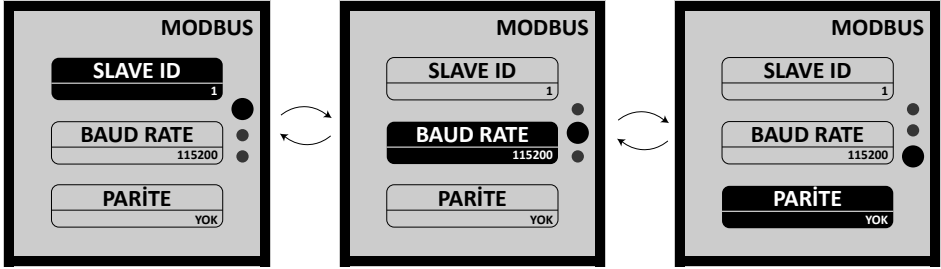 MODBUS
SLAVE ID
1
BAUD RATE
115200
PARİTE
YOK
MODBUS
SLAVE ID
1
BAUD RATE
115200
PARİTE
YOK
MODBUS
SLAVE ID
1
BAUD RATE
115200
PARİTE
YOK